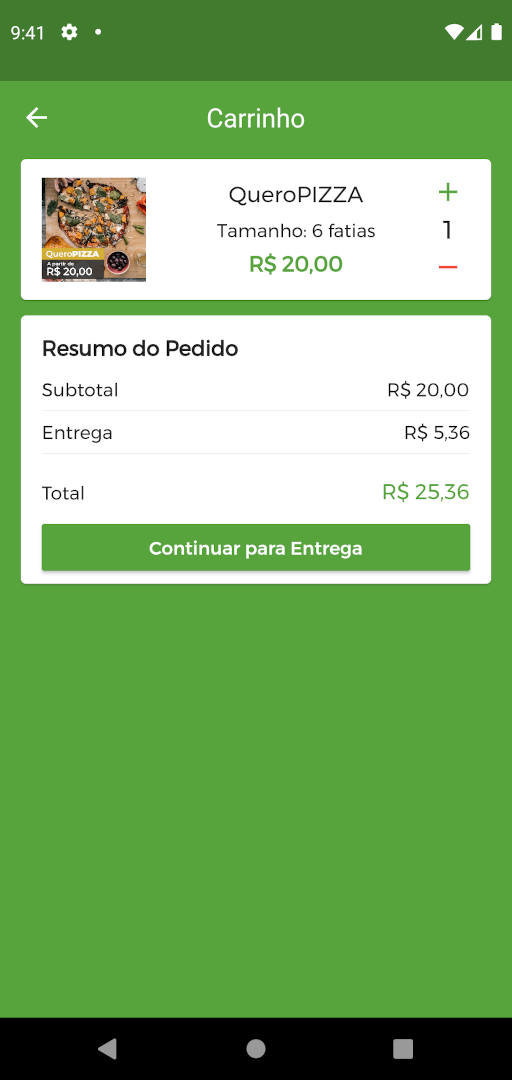 9:41
Carrinho
QueroPIZZA
Tamanho: 6 fatias
R$ 20,00
+
1
−
QueroPIZZA
A partir de
R$ 20,00
Resumo do Pedido
Subtotal R$ 20,00
Entrega R$ 5,36
Total R$ 25,36
Continuar para Entrega